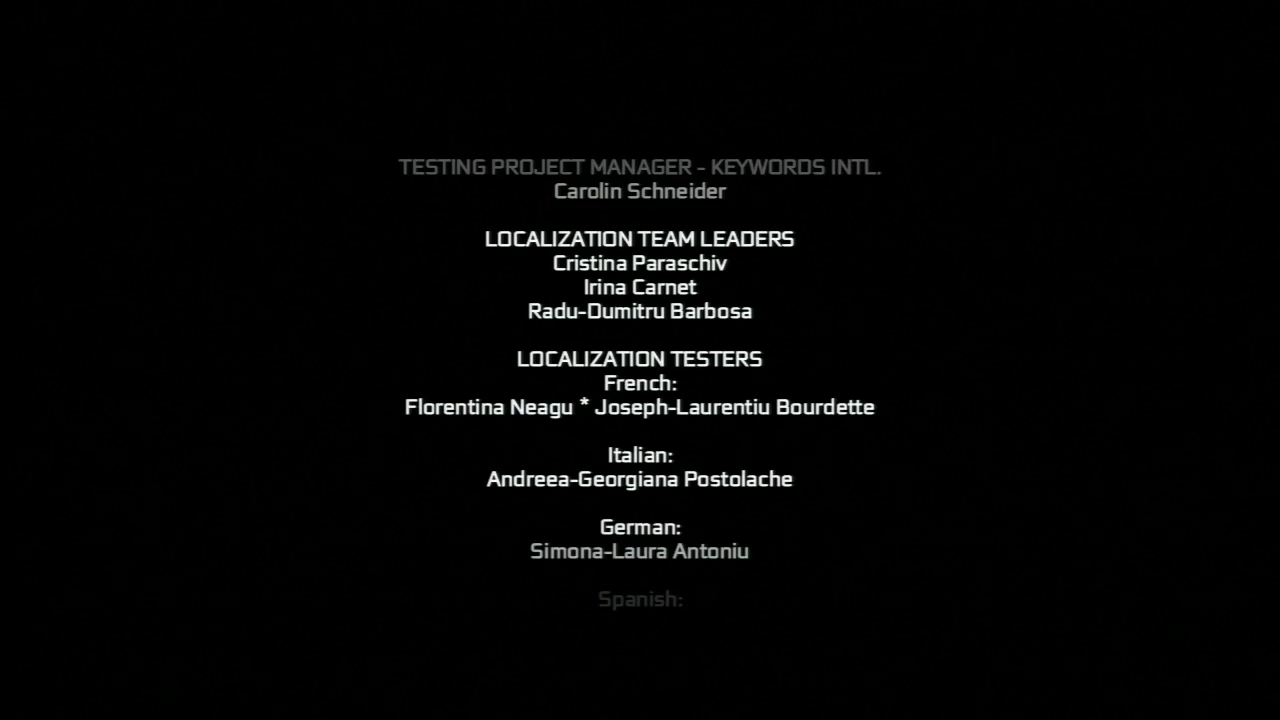 TESTING PROJECT MANAGER - KEYWORDS INTL.
Carolin Schneider
LOCALIZATION TEAM LEADERS
Cristina Paraschiv
Irina Carnet
Radu-Dumitru Barbosa
LOCALIZATION TESTERS
French:
Florentina Neagu * Joseph-Laurentiu Bourdette
Italian:
Andreea-Georgiana Postolache
German:
Simona-Laura Antoniu
Spanish: